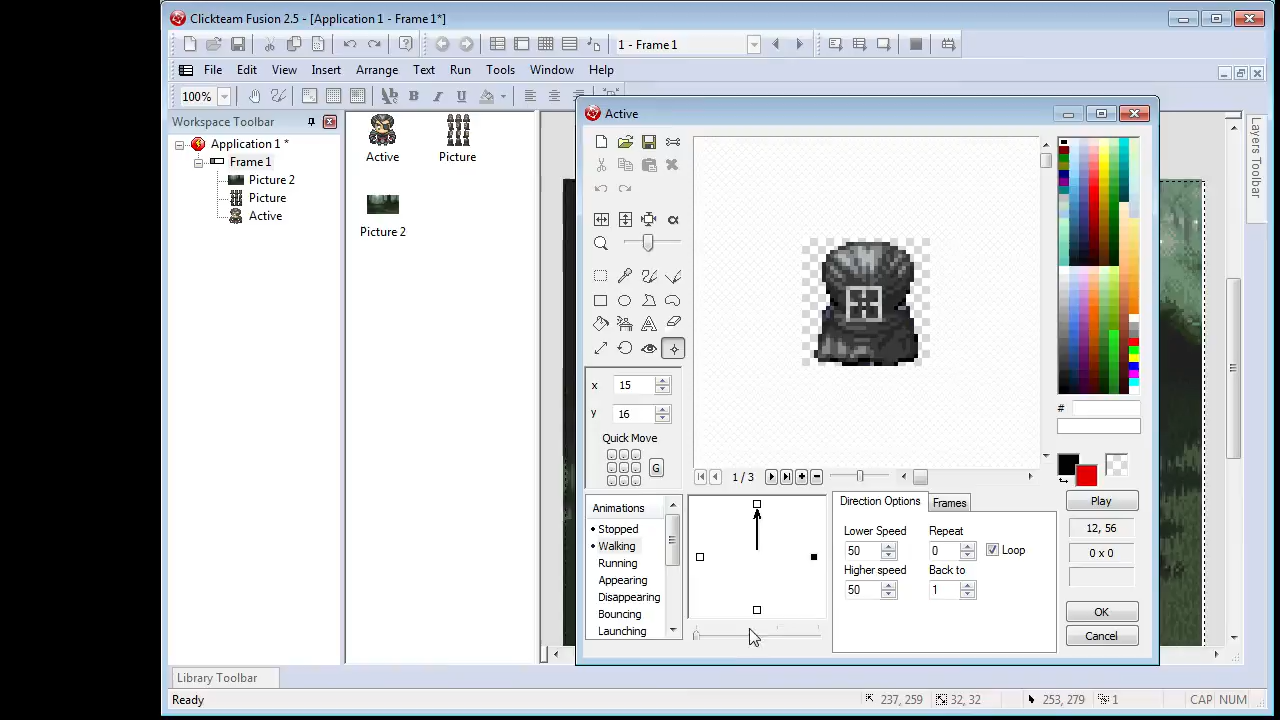 Clickteam Fusion 2.5 - [Application 1 - Frame 1*]
1 - Frame 1
File Edit View Insert Arrange Text Run Tools Window Help
100% B I U
Workspace Toolbar
Application 1 *
Frame 1
Picture 2
Picture
Active
Active
Picture
Picture 2
Active
x 15
y 16
Quick Move
G
1 / 3
Animations
Stopped
Walking
Running
Appearing
Disappearing
Bouncing
Launching
Direction Options
Frames
Lower Speed
Repeat
50
0
Loop
Higher speed
Back to
50
1
#
Play
12, 56
0 x 0
OK
Cancel
Layers Toolbar
Library Toolbar
Ready
237, 259
32, 32
253, 279
1
CAP
NUM